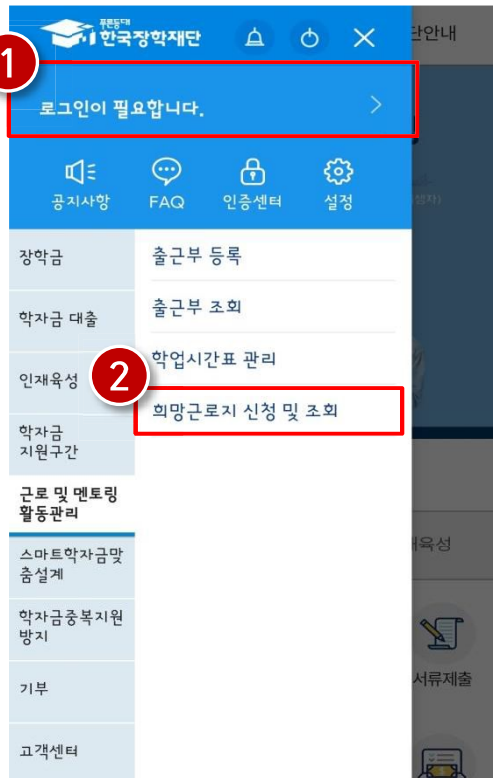 푸른등대
한국장학재단
단안내
1
로그인이 필요합니다.
공지사항 FAQ 인증센터 설정
장학금
학자금 대출
인재육성
학자금
지원구간
근로 및 멘토링
활동관리
스마트학자금맞
춤설계
학자금중복지원
방지
기부
고객센터
출근부 등록
출근부 조회
학업시간표 관리
2
희망근로지 신청 및 조회
서류제출